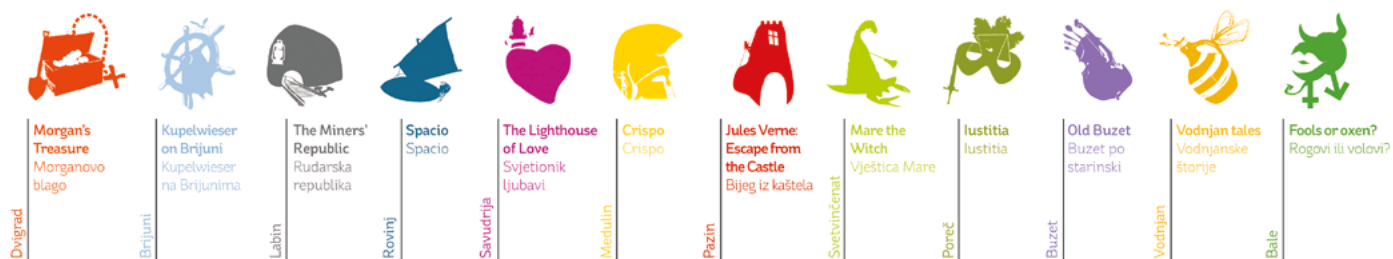 Morgan's
Treasure
Morganovo
blago
Dvigrad
Kupelwieser
on Brijuni
Kupelwieser
na Brijunima
Brijuni
The Miners'
Republic
Rudarska
republika
Labin
Spacio
Spacio
Rovinj
The Lighthouse
of Love
Svjetionik
ljubavi
Savudrija
Crispo
Crispo
Medulin
Jules Verne:
Escape from
the Castle
Bijeg iz kaštela
Pazin
Mare the
Witch
Vještica Mare
Svetvinčenat
Iustitia
Iustitia
Poreč
Old Buzet
Buzet po
starinski
Buzet
Vodnjan tales
Vodnjanske
štorije
Vodnjan
Fools or oxen?
Rogovi ili volovi?
Bale